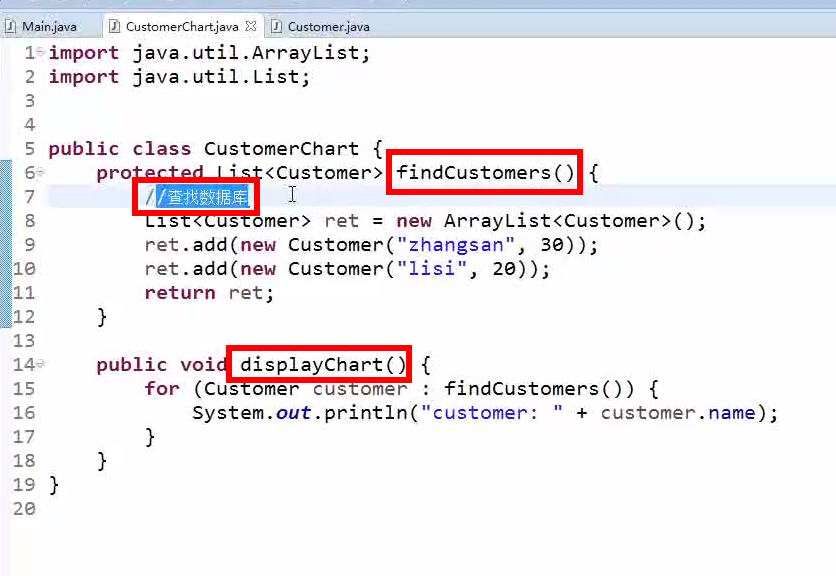 Main.java CustomerChart.java Customer.java
1 import java.util.ArrayList;
2 import java.util.List;
3
4
5 public class CustomerChart {
6 protected List<Customer> findCustomers() {
7 //查找数据库
8 List<Customer> ret = new ArrayList<Customer>();
9 ret.add(new Customer("zhangsan", 30));
10 ret.add(new Customer("lisi", 20));
11 return ret;
12 }
13
14 public void displayChart() {
15 for (Customer customer : findCustomers()) {
16 System.out.println("customer: " + customer.name);
17 }
18 }
19 }
20